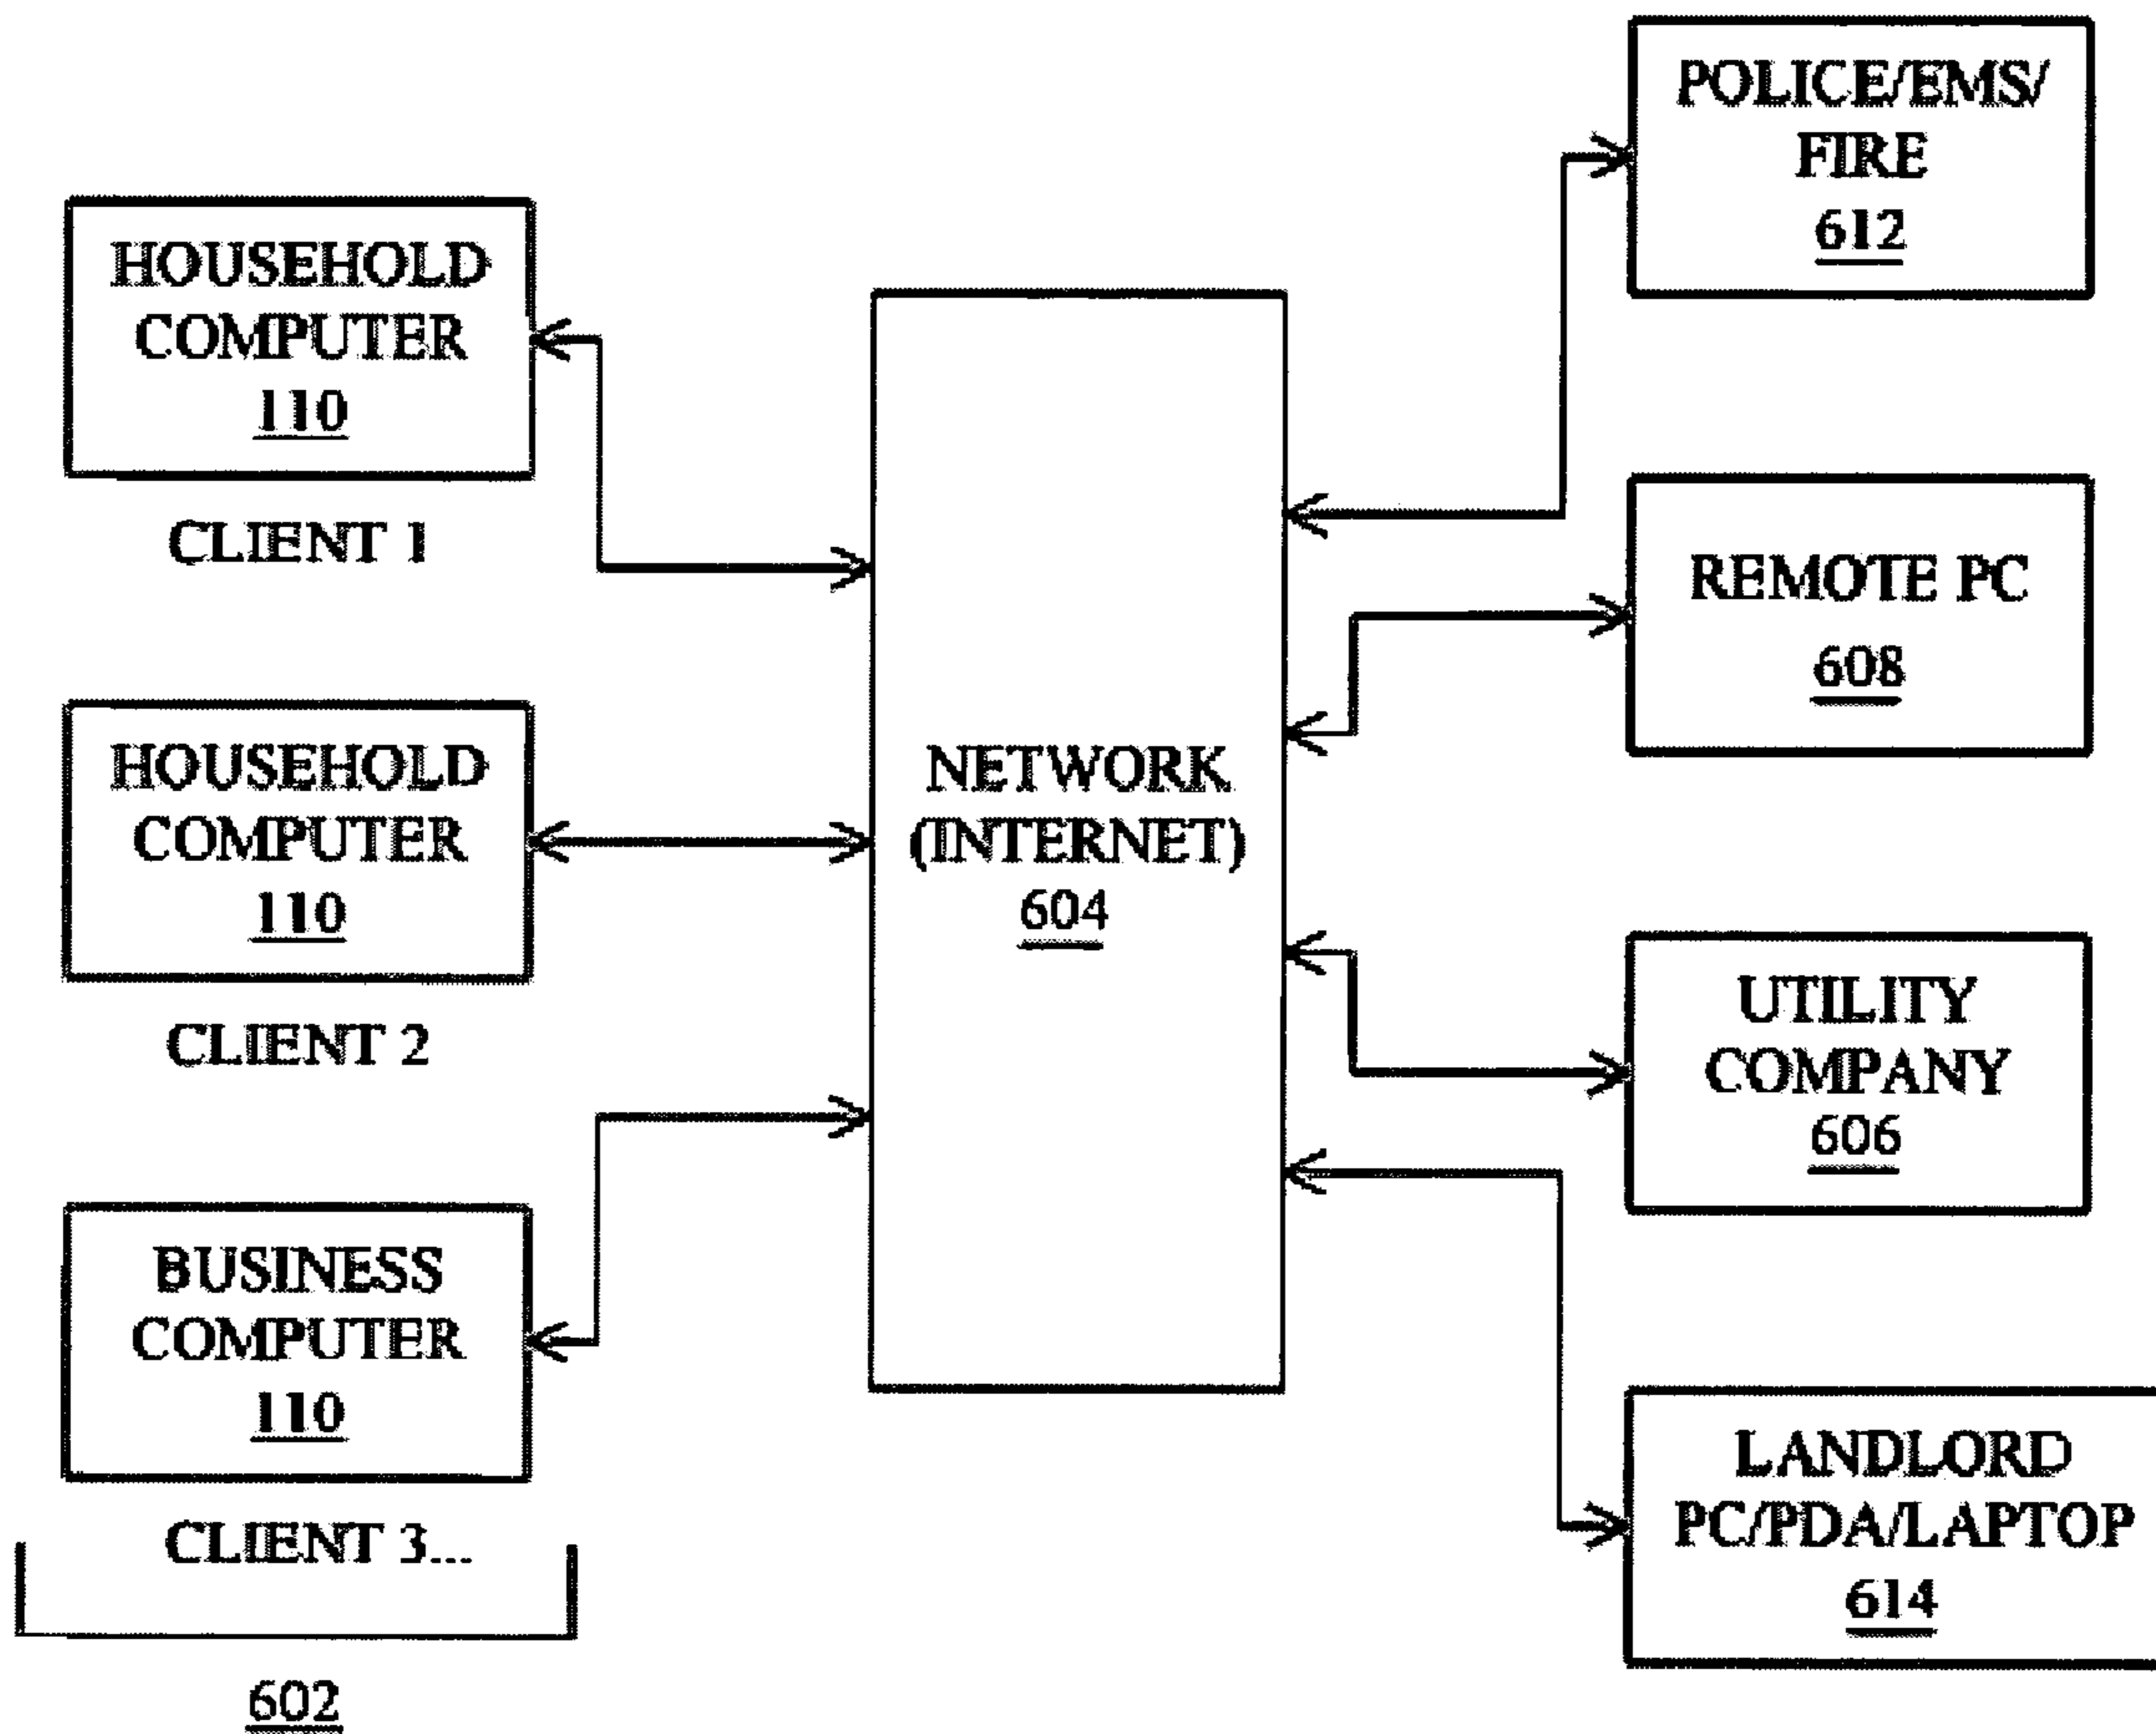 HOUSEHOLD
COMPUTER
110
CLIENT 1
HOUSEHOLD
COMPUTER
110
CLIENT 2
BUSINESS
COMPUTER
110
CLIENT 3...
602
NETWORK
(INTERNET)
604
POLICE/EMS/
FIRE
612
REMOTE PC
608
UTILITY
COMPANY
606
LANDLORD
PC/PDA/LAPTOP
614